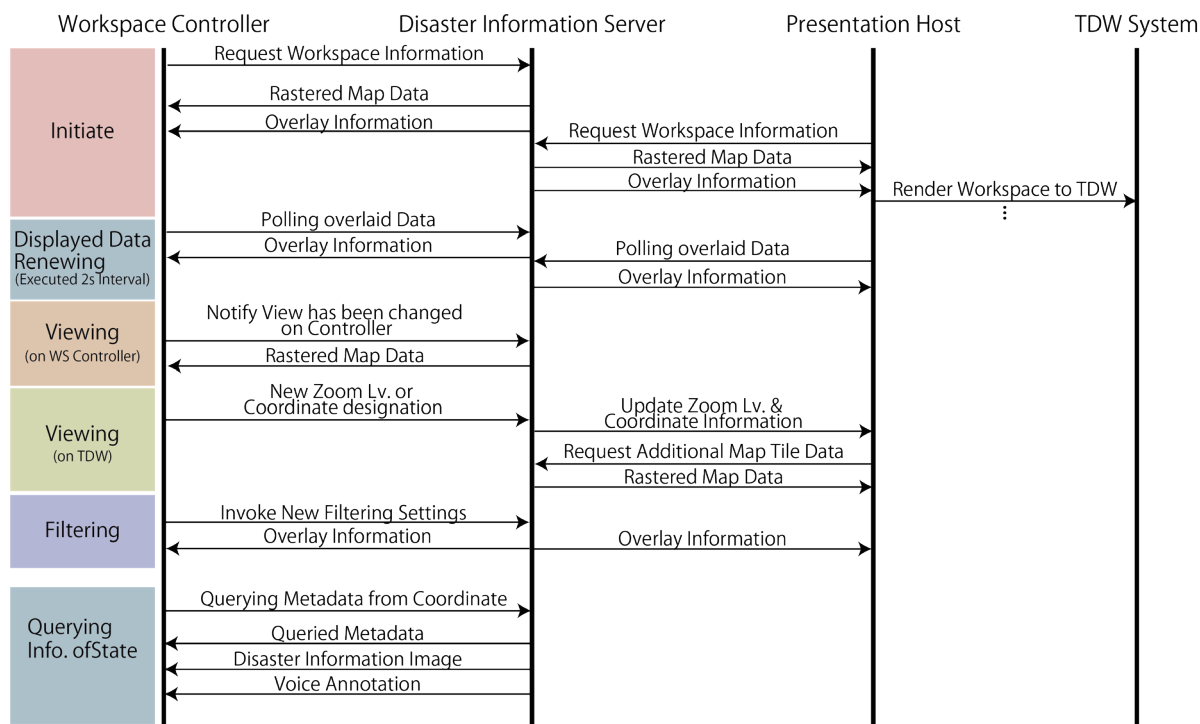 Workspace Controller
Disaster Information Server
Presentation Host
TDW System
Initiate
Request Workspace Information
Rastered Map Data
Overlay Information
Request Workspace Information
Rastered Map Data
Overlay Information
Render Workspace to TDW
⋮
Displayed Data
Renewing
(Executed 2s Interval)
Polling overlaid Data
Overlay Information
Polling overlaid Data
Overlay Information
Viewing
(on WS Controller)
Notify View has been changed
on Controller
Rastered Map Data
Viewing
(on TDW)
New Zoom Lv. or
Coordinate designation
Update Zoom Lv. &
Coordinate Information
Request Additional Map Tile Data
Rastered Map Data
Filtering
Invoke New Filtering Settings
Overlay Information
Overlay Information
Querying
Info. ofState
Querying Metadata from Coordinate
Queried Metadata
Disaster Information Image
Voice Annotation